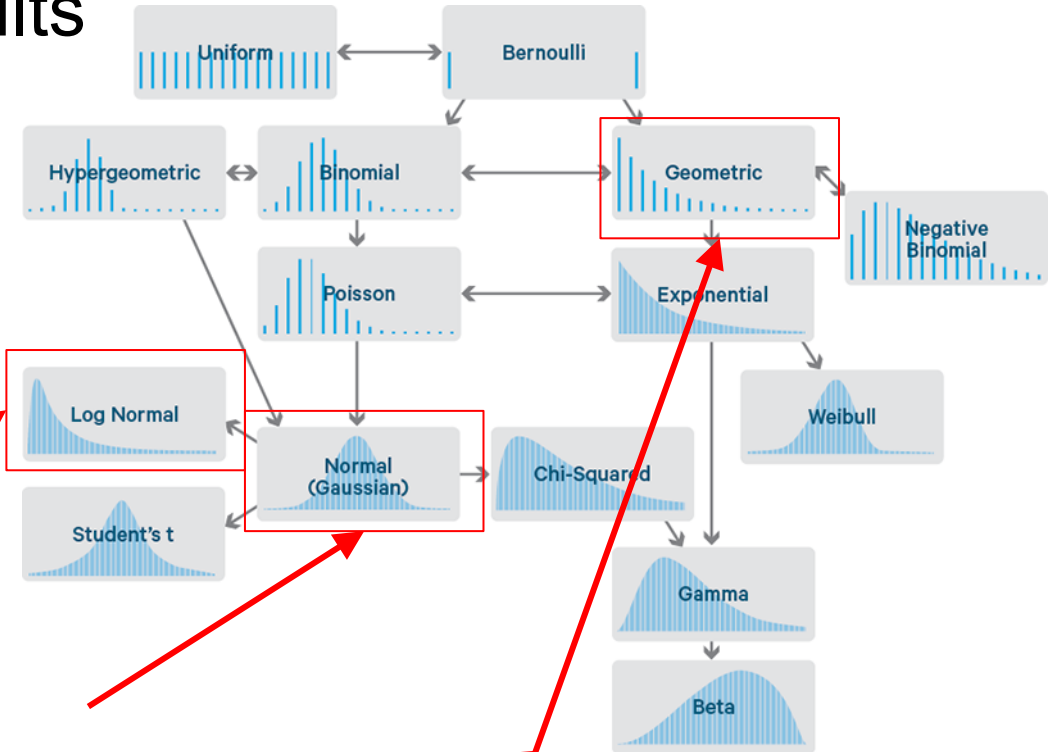 Uniform
Bernoulli
Hypergeometric
Binomial
Geometric
Negative
Binomial
Poisson
Exponential
Log Normal
Weibull
Normal
(Gaussian)
Chi-Squared
Student's t
Gamma
Beta